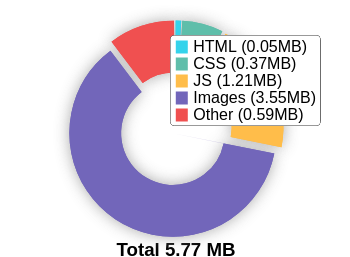 HTML (0.05MB)
CSS (0.37MB)
JS (1.21MB)
Images (3.55MB)
Other (0.59MB)
Total 5.77 MB